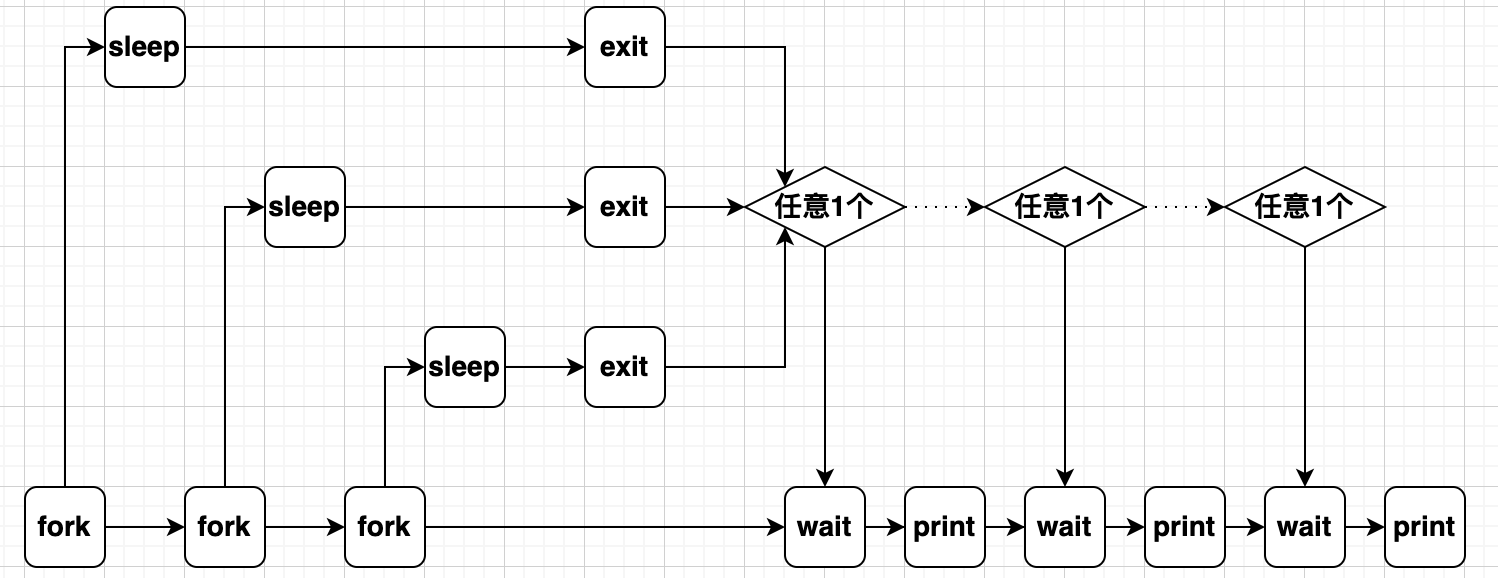 sleep
exit
sleep
exit
任意1个
任意1个
任意1个
sleep
exit
fork
fork
fork
wait
print
wait
print
wait
print